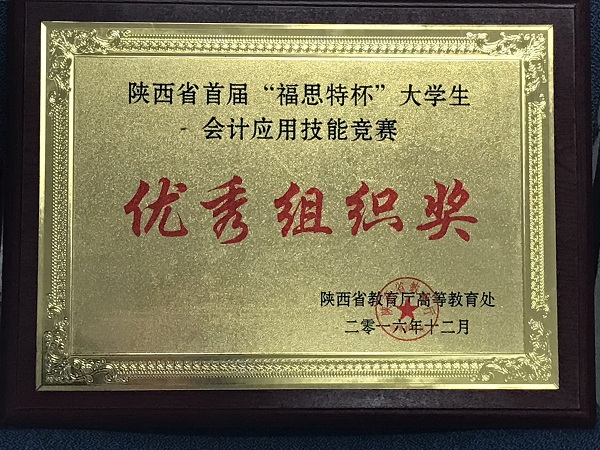 陕西省首届“福思特杯”大学生
会计应用技能竞赛
优秀组织奖
陕西省教育厅高等教育处
二零一六年十二月